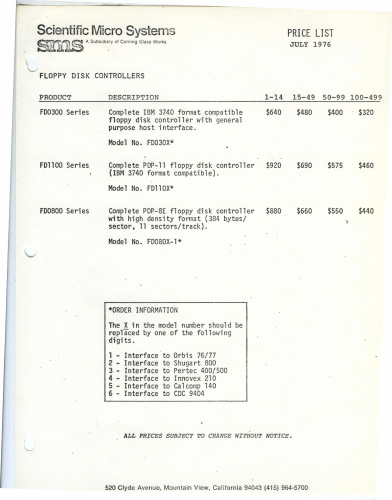 Scientific Micro Systems
sms A Subsidiary of Corning Glass Works
PRICE LIST
JULY 1976
FLOPPY DISK CONTROLLERS
PRODUCT DESCRIPTION 1-14 15-49 50-99 100-499
FD0300 Series Complete IBM 3740 format compatible $640 $480 $400 $320
floppy disk controller with general
purpose host interface.
Model No. FD030X*
FD1100 Series Complete PDP-11 floppy disk controller $920 $690 $575 $460
(IBM 3740 format compatible).
Model No. FD110X*
FD0800 Series Complete PDP-8E floppy disk controller $880 $660 $550 $440
with high density format (384 bytes/
sector, 11 sectors/track).
Model No. FD080X-1*
*ORDER INFORMATION
The X in the model number should be
replaced by one of the following
digits.
1 - Interface to Orbis 76/77
2 - Interface to Shugart 800
3 - Interface to Pertec 400/500
4 - Interface to Innovex 210
5 - Interface to Calcomp 140
6 - Interface to CDC 9404
ALL PRICES SUBJECT TO CHANGE WITHOUT NOTICE.
520 Clyde Avenue, Mountain View, California 94043 (415) 964-5700